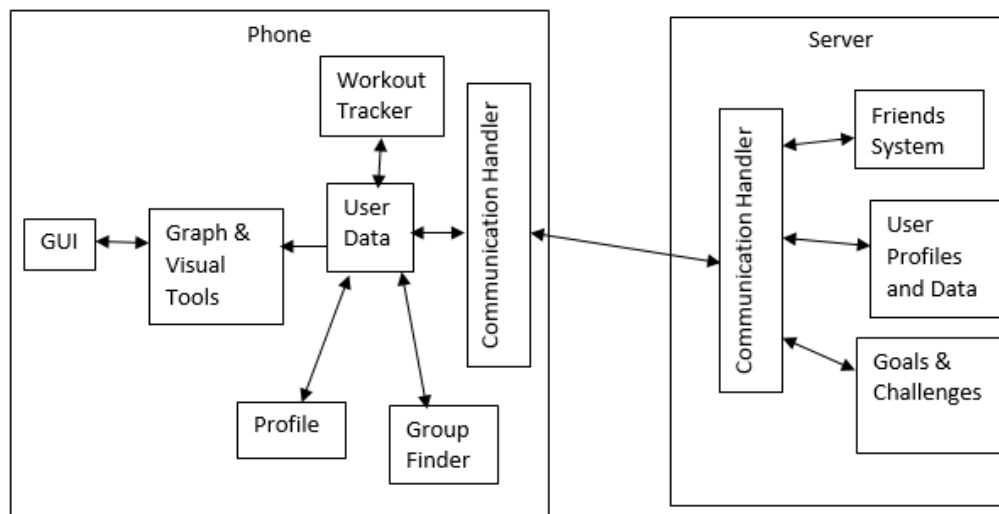 Phone
Workout
Tracker
Communication Handler
User
Data
GUI
Graph &
Visual
Tools
Profile
Group
Finder
Server
Communication Handler
Friends
System
User
Profiles
and Data
Goals &
Challenges